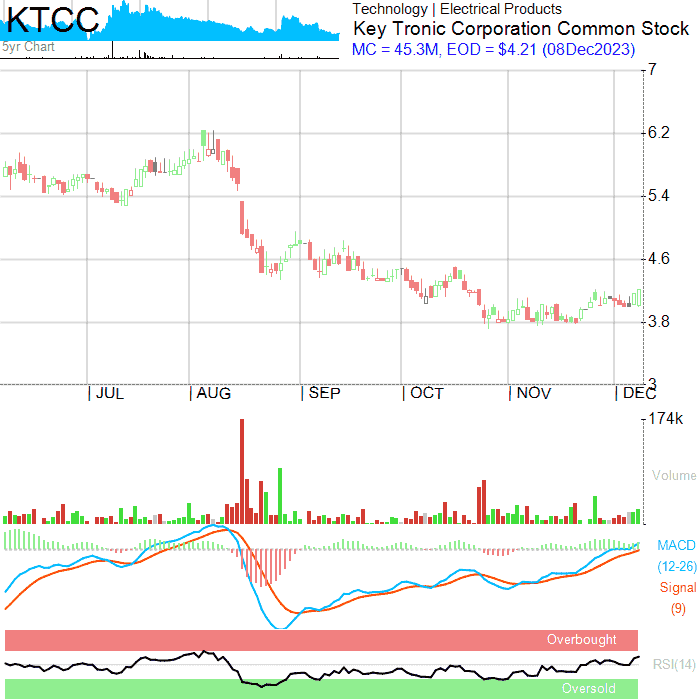 KTCC
5yr Chart
Technology | Electrical Products
Key Tronic Corporation Common Stock
MC = 45.3M, EOD = $4.21 (08Dec2023)
7
6.2
5.4
4.6
3.8
3
| JUL | AUG | SEP | OCT | NOV | DEC
174k
Volume
MACD
(12-26)
Signal
(9)
Overbought
RSI(14)
Oversold